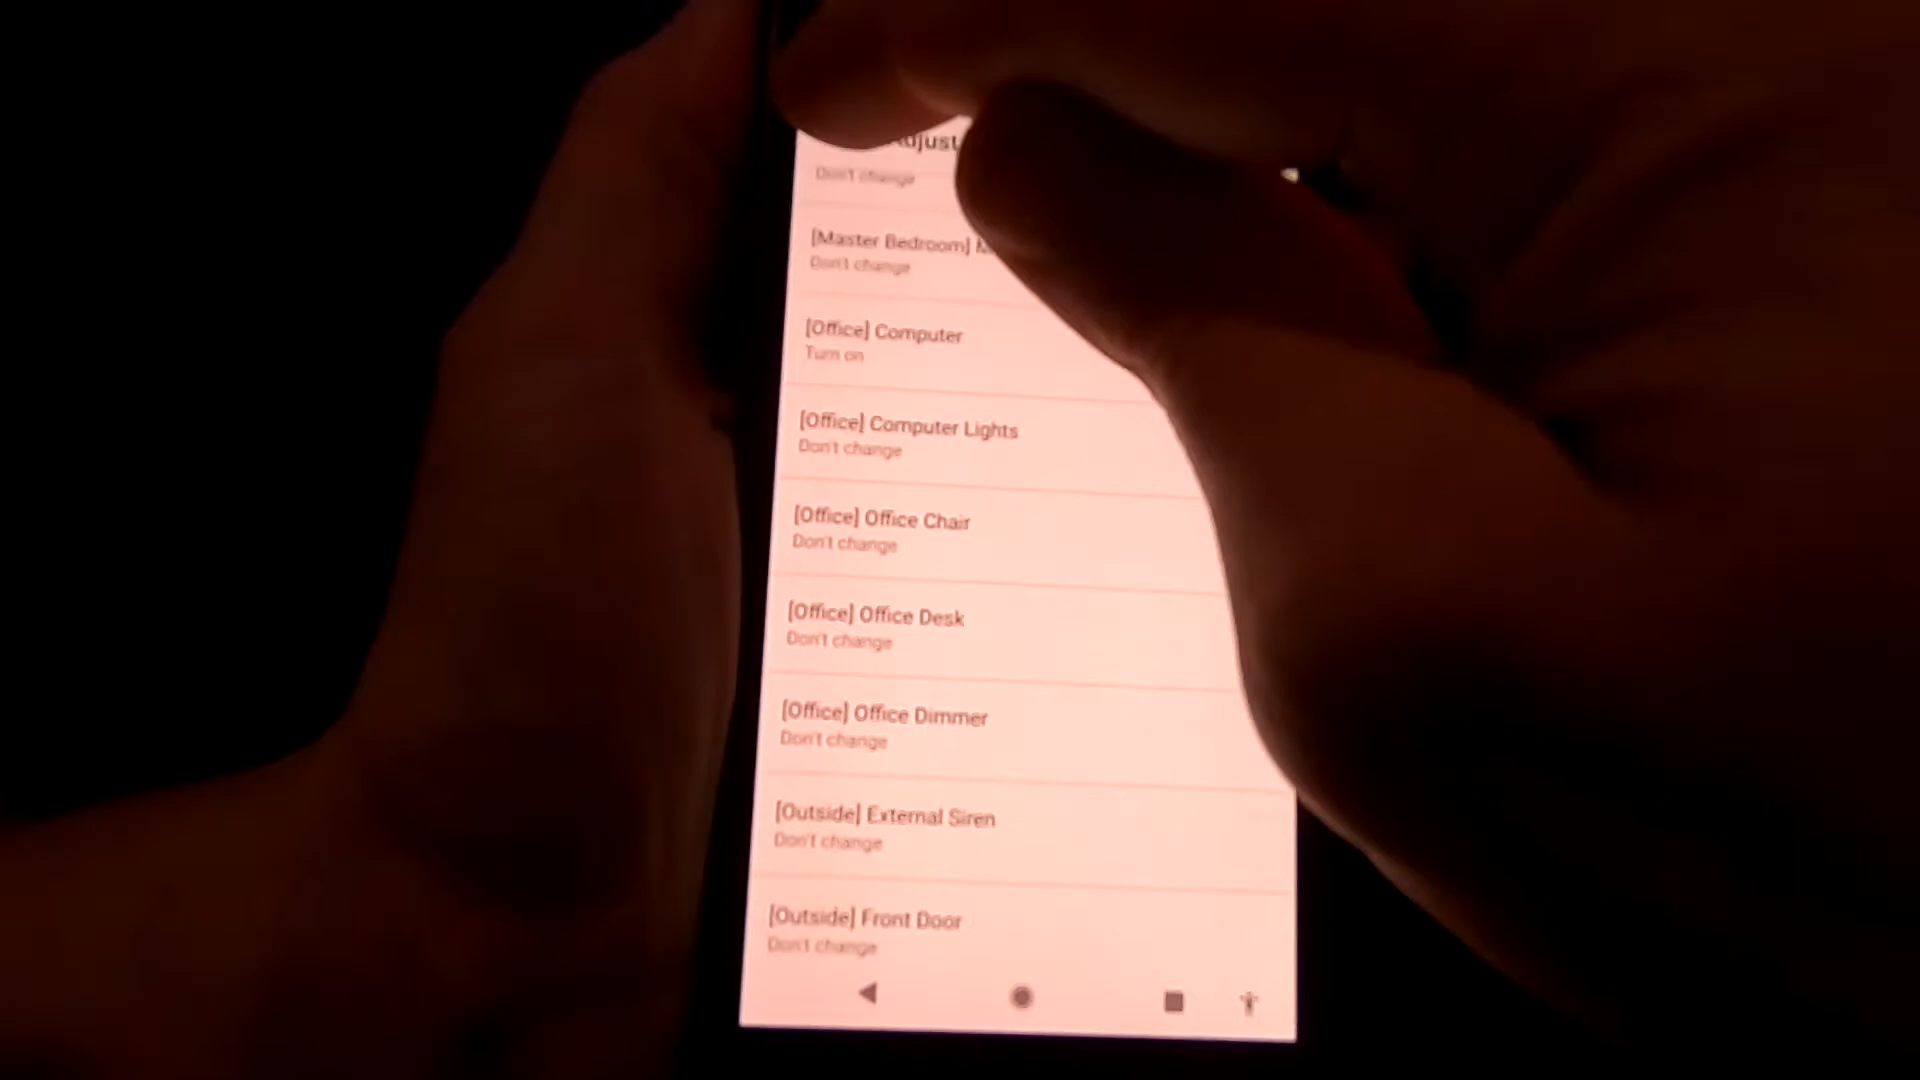 Don't change
[Master Bedroom]
Don't change
[Office] Computer
Turn on
[Office] Computer Lights
Don't change
[Office] Office Chair
Don't change
[Office] Office Desk
Don't change
[Office] Office Dimmer
Don't change
[Outside] External Siren
Don't change
[Outside] Front Door
Don't change